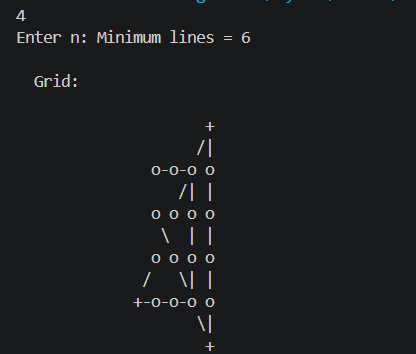 4
Enter n: Minimum lines = 6
Grid:
+
/|
o-o-o o
/| |
o o o o
\ | |
o o o o
/ \| |
+-o-o-o o
\|
+